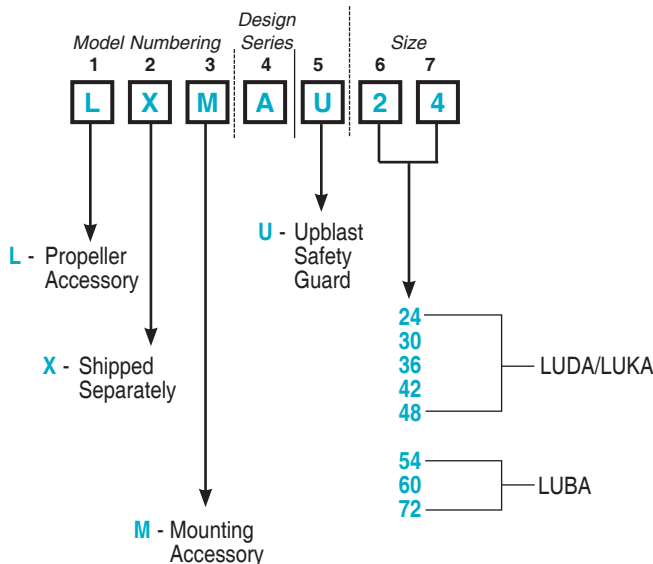 Design
Model Numbering Series Size
1 2 3 4 5 6 7
L X M A U 2 4
U - Upblast
Safety
Guard
L - Propeller
Accessory
24
30
36
42
48
LUDA/LUKA
X - Shipped
Separately
54
60
72
LUBA
M - Mounting
Accessory